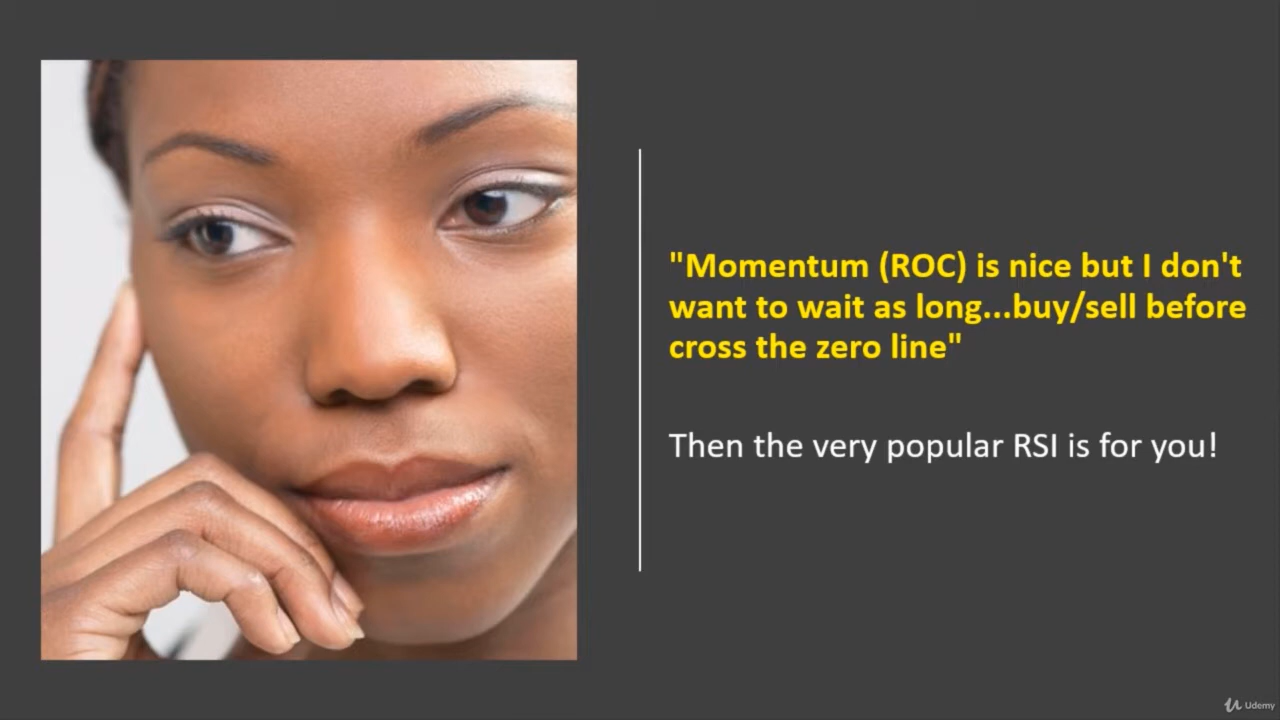 "Momentum (ROC) is nice but I don't
want to wait as long...buy/sell before
cross the zero line"
Then the very popular RSI is for you!
Udemy